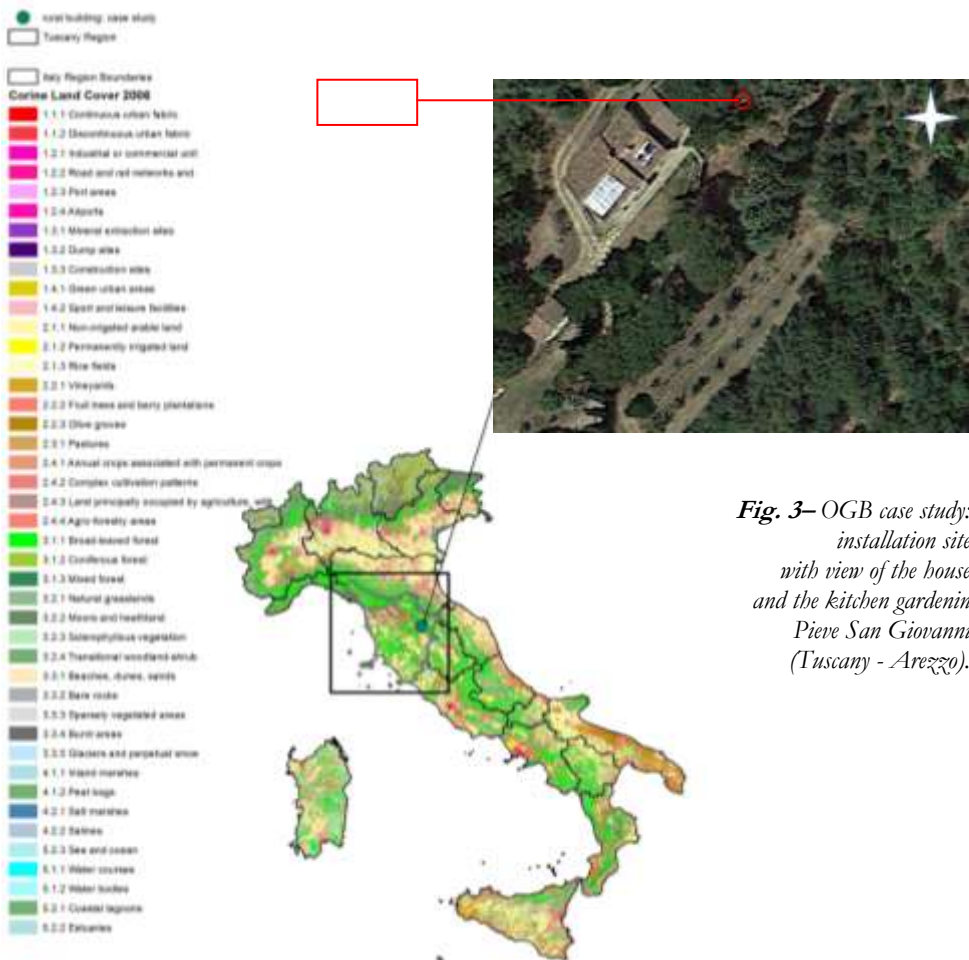 rural building: case study
Tuscany Region
Italy Region Boundaries
Corine Land Cover 2006
1.1.1 Continuous urban fabric
1.1.2 Discontinuous urban fabric
1.2.1 Industrial or commercial unit
1.2.2 Road and rail networks and
1.2.3 Port areas
1.2.4 Airports
1.3.1 Mineral extraction sites
1.3.2 Dump sites
1.3.3 Construction sites
1.4.1 Green urban areas
1.4.2 Sport and leisure facilities
2.1.1 Non-irrigated arable land
2.1.2 Permanently irrigated land
2.1.3 Rice fields
2.2.1 Vineyards
2.2.2 Fruit trees and berry plantations
2.2.3 Olive groves
2.3.1 Pastures
2.4.1 Annual crops associated with permanent crops
2.4.2 Complex cultivation patterns
2.4.3 Land principally occupied by agriculture, with
2.4.4 Agro-forestry areas
3.1.1 Broad-leaved forest
3.1.2 Coniferous forest
3.1.3 Mixed forest
3.2.1 Natural grasslands
3.2.2 Moors and heathland
3.2.3 Sclerophyllous vegetation
3.2.4 Transitional woodland-shrub
3.3.1 Beaches, dunes, sands
3.3.2 Bare rocks
3.3.3 Sparsely vegetated areas
3.3.4 Burnt areas
3.3.5 Glaciers and perpetual snow
4.1.1 Inland marshes
4.1.2 Peat bogs
4.2.1 Salt marshes
4.2.2 Salines
5.2.3 Sea and ocean
5.1.1 Water courses
5.1.2 Water bodies
5.2.1 Coastal lagoons
5.2.2 Estuaries
Fig. 3– OGB case study:
installation site
with view of the house
and the kitchen gardenin
Pieve San Giovanni
(Tuscany - Arezzo).